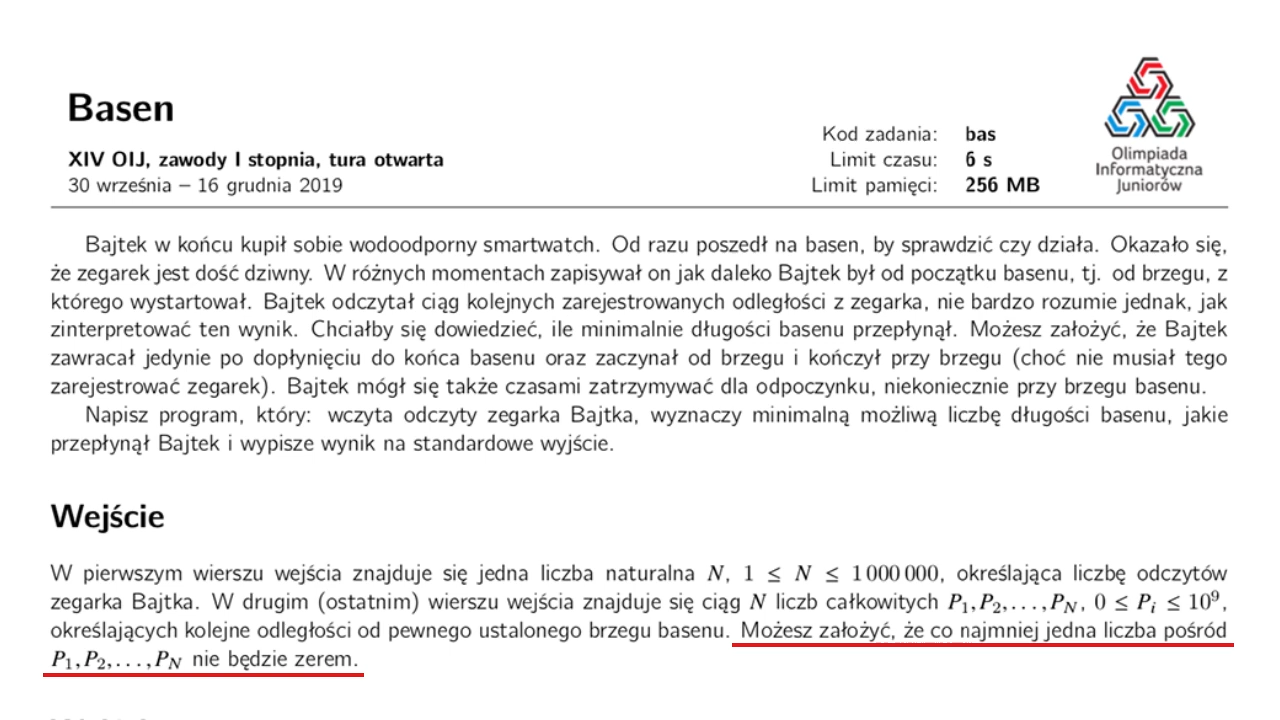 Basen
XIV OIJ, zawody I stopnia, tura otwarta
30 września – 16 grudnia 2019
Kod zadania: bas
Limit czasu: 6 s
Limit pamięci: 256 MB
Olimpiada
Informatyczna
Juniorów
Bajtek w końcu kupił sobie wodoodporny smartwatch. Od razu poszedł na basen, by sprawdzić czy działa. Okazało się,
że zegarek jest dość dziwny. W różnych momentach zapisywał on jak daleko Bajtek był od początku basenu, tj. od brzegu, z
którego wystartował. Bajtek odczytał ciąg kolejnych zarejestrowanych odległości z zegarka, nie bardzo rozumie jednak, jak
zinterpretować ten wynik. Chciałby się dowiedzieć, ile minimalnie długości basenu przepłynął. Możesz założyć, że Bajtek
zawracał jedynie po dopłynięciu do końca basenu oraz zaczynał od brzegu i kończył przy brzegu (choć nie musiał tego
zarejestrować zegarek). Bajtek mógł się także czasami zatrzymywać dla odpoczynku, niekoniecznie przy brzegu basenu.
Napisz program, który: wczyta odczyty zegarka Bajtka, wyznaczy minimalną możliwą liczbę długości basenu, jakie
przepłynął Bajtek i wypisze wynik na standardowe wyjście.
Wejście
W pierwszym wierszu wejścia znajduje się jedna liczba naturalna N, 1 ≤ N ≤ 1 000 000, określająca liczbę odczytów
zegarka Bajtka. W drugim (ostatnim) wierszu wejścia znajduje się ciąg N liczb całkowitych P₁, P₂, . . . , P_N, 0 ≤ Pᵢ ≤ 10⁹,
określających kolejne odległości od pewnego ustalonego brzegu basenu. Możesz założyć, że co najmniej jedna liczba pośród
P₁, P₂, . . . , P_N nie będzie zerem.